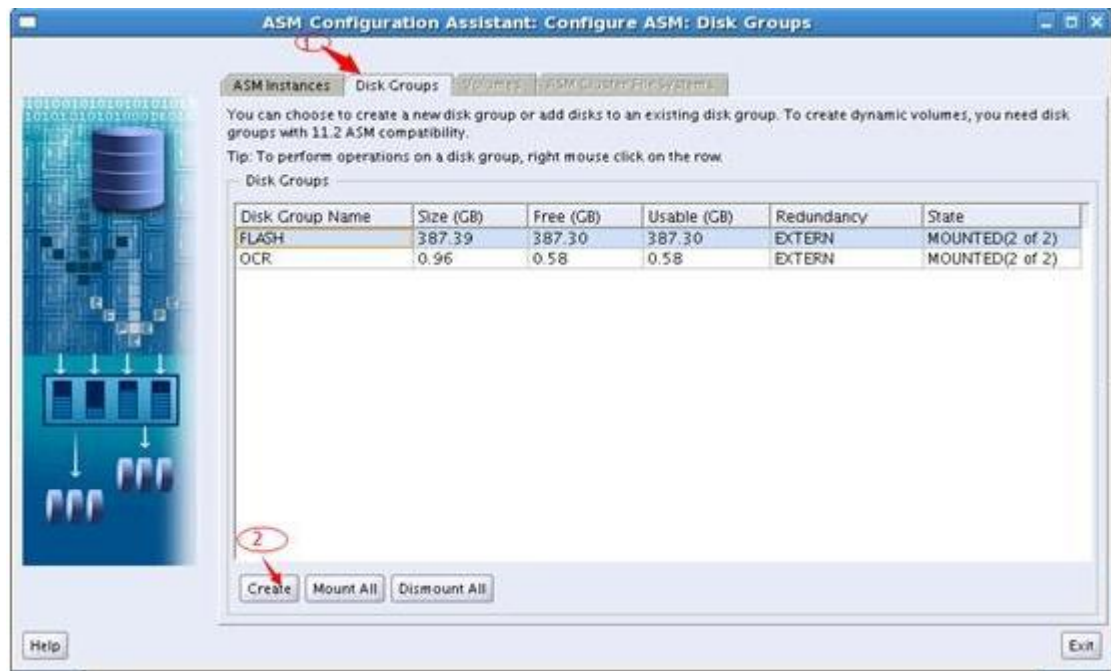 ASM Configuration Assistant: Configure ASM: Disk Groups
1
ASM Instances Disk Groups Volumes ASM Cluster File Systems
You can choose to create a new disk group or add disks to an existing disk group. To create dynamic volumes, you need disk
groups with 11.2 ASM compatibility.
Tip: To perform operations on a disk group, right mouse click on the row.
Disk Groups
Disk Group Name Size (GB) Free (GB) Usable (GB) Redundancy State
FLASH 387.39 387.30 387.30 EXTERN MOUNTED(2 of 2)
OCR 0.96 0.58 0.58 EXTERN MOUNTED(2 of 2)
2
Create Mount All Dismount All
Help Exit